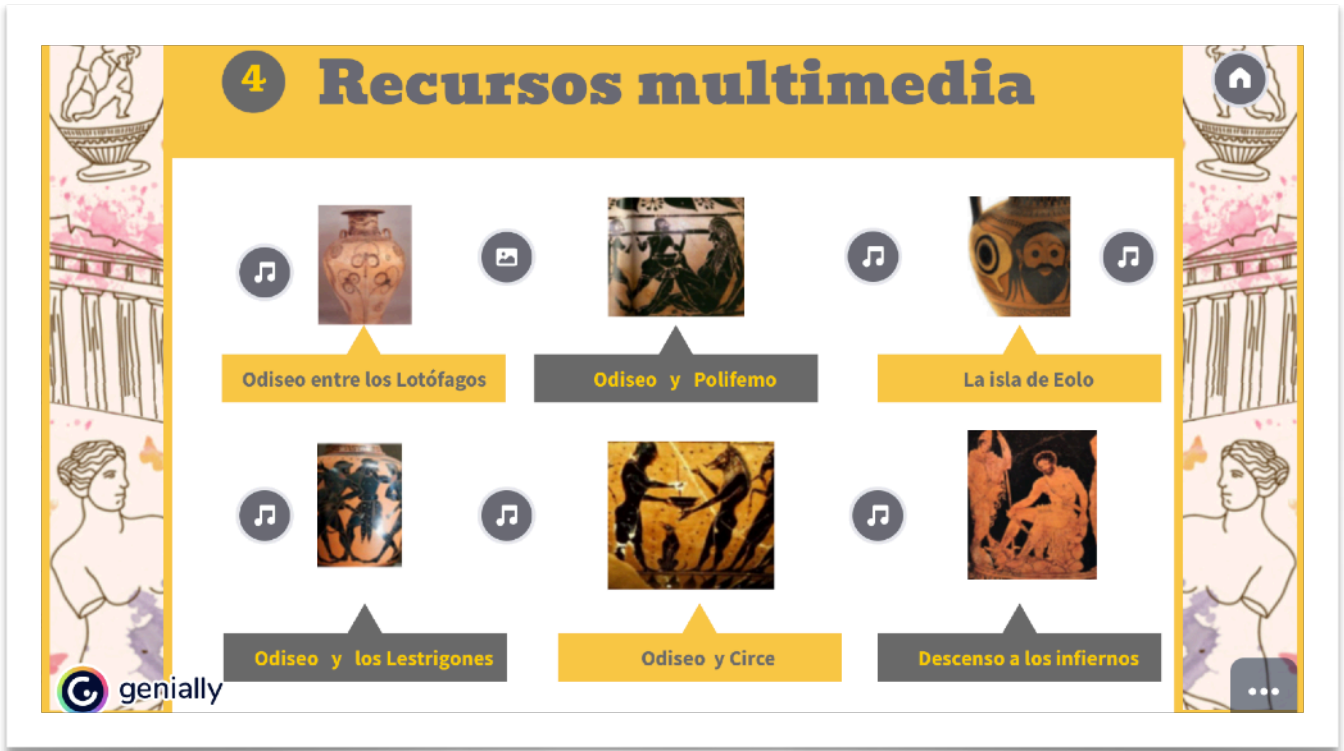 4 Recursos multimedia
Odiseo entre los Lotófagos
Odiseo y Polifemo
La isla de Eolo
Odiseo y los Lestrigones
Odiseo y Circe
Descenso a los infiernos
genially